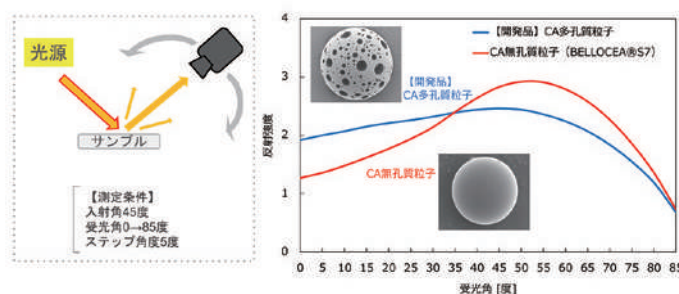 光源
サンプル
【測定条件】
入射角45度
受光角0→85度
ステップ角度5度
反射強度
4
3
2
1
0
【開発品】CA多孔質粒子
CA無孔質粒子（BELLOCEA®S7）
【開発品】
CA多孔質粒子
CA無孔質粒子
0 5 10 15 20 25 30 35 40 45 50 55 60 65 70 75 80 85
受光角 [度]